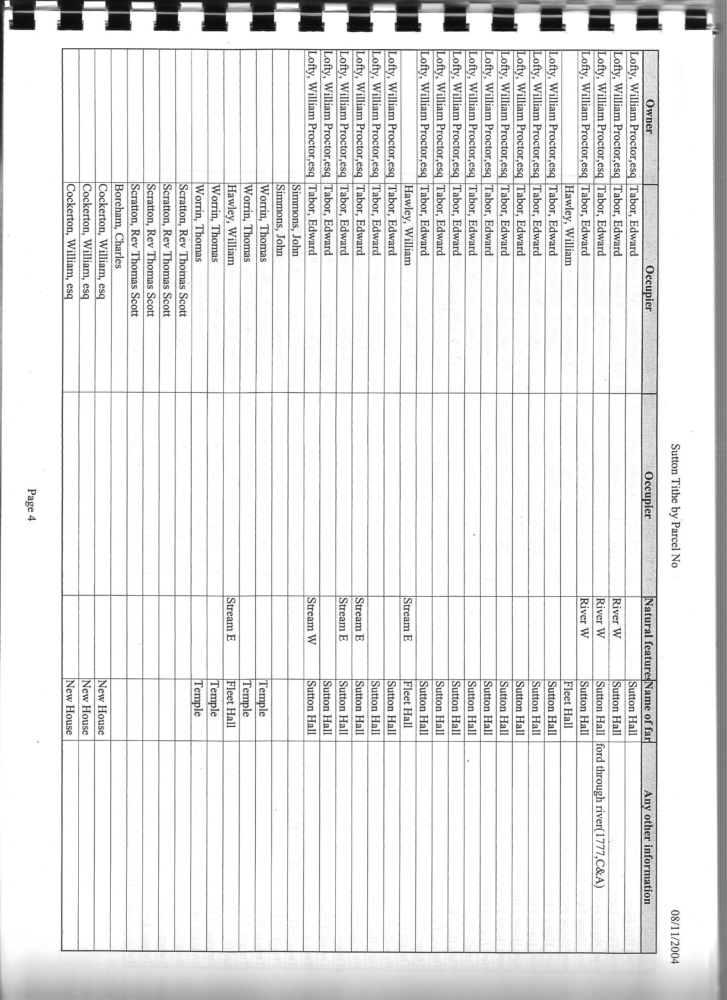 Sutton Tithe by Parcel No 08/11/2004
Owner Occupier Occupier Natural features Name of far Any other information
Lofty, William Proctor,esq Tabor, Edward Sutton Hall
Lofty, William Proctor,esq Tabor, Edward River W Sutton Hall
Lofty, William Proctor,esq Tabor, Edward River W Sutton Hall ford through river(1777,C&A)
Lofty, William Proctor,esq Tabor, Edward River W Sutton Hall
Hawley, William Fleet Hall
Lofty, William Proctor,esq Tabor, Edward Sutton Hall
Lofty, William Proctor,esq Tabor, Edward Sutton Hall
Lofty, William Proctor,esq Tabor, Edward Sutton Hall
Lofty, William Proctor,esq Tabor, Edward Sutton Hall
Lofty, William Proctor,esq Tabor, Edward Sutton Hall
Lofty, William Proctor,esq Tabor, Edward Sutton Hall
Lofty, William Proctor,esq Tabor, Edward Sutton Hall
Lofty, William Proctor,esq Tabor, Edward Sutton Hall
Lofty, William Proctor,esq Tabor, Edward Sutton Hall
Hawley, William Stream E Fleet Hall
Lofty, William Proctor,esq Tabor, Edward Sutton Hall
Lofty, William Proctor,esq Tabor, Edward Sutton Hall
Lofty, William Proctor,esq Tabor, Edward Stream E Sutton Hall
Lofty, William Proctor,esq Tabor, Edward Stream E Sutton Hall
Lofty, William Proctor,esq Tabor, Edward Sutton Hall
Lofty, William Proctor,esq Tabor, Edward Stream W Sutton Hall
Simmons, John
Simmons, John
Worrin, Thomas Temple
Worrin, Thomas Temple
Hawley, William Stream E Fleet Hall
Worrin, Thomas Temple
Worrin, Thomas Temple
Scratton, Rev Thomas Scott
Scratton, Rev Thomas Scott
Scratton, Rev Thomas Scott
Scratton, Rev Thomas Scott
Boreham, Charles
Cockerton, William, esq New House
Cockerton, William, esq New House
Cockerton, William, esq New House
Page 4